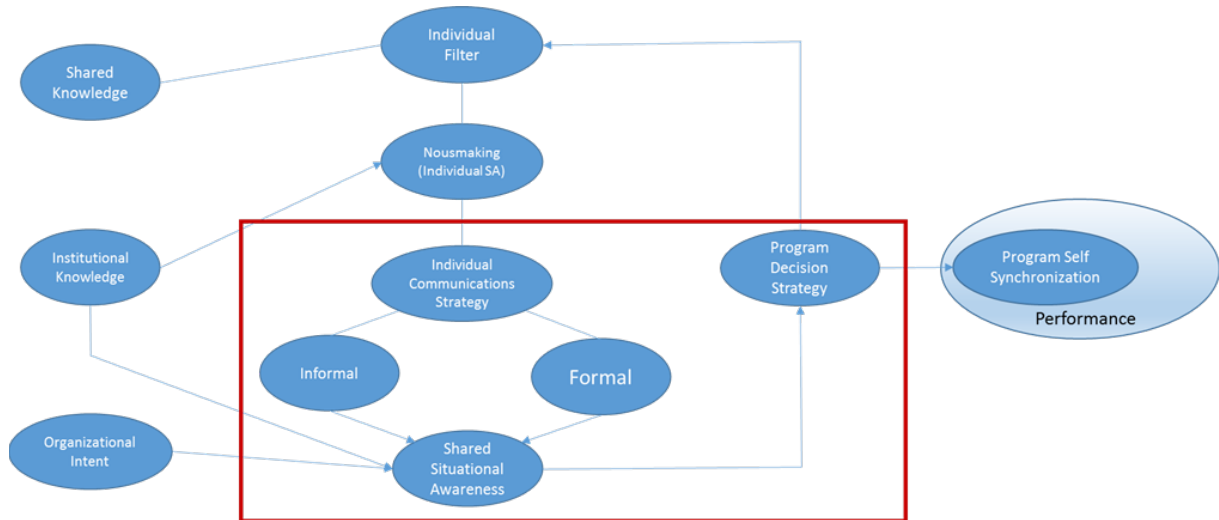 Individual
Filter
Shared
Knowledge
Nousmaking
(Individual SA)
Institutional
Knowledge
Individual
Communications
Strategy
Program
Decision
Strategy
Program Self
Synchronization
Performance
Informal
Formal
Organizational
Intent
Shared
Situational
Awareness